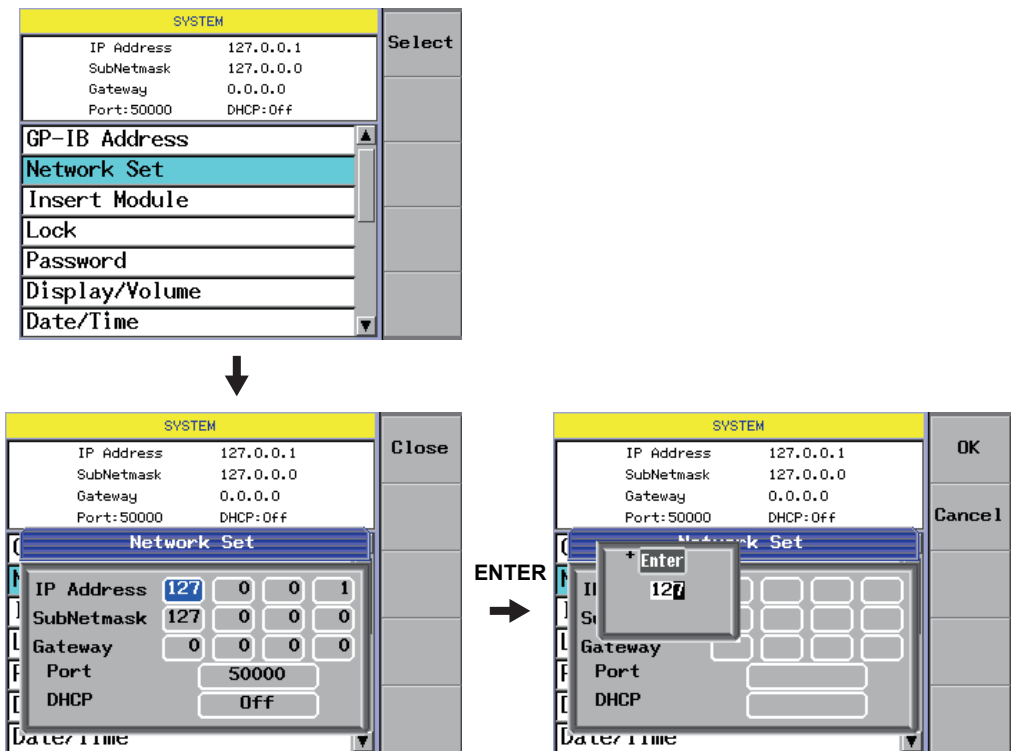 SYSTEM
IP Address 127.0.0.1
SubNetmask 127.0.0.0
Gateway 0.0.0.0
Port:50000 DHCP:Off
Select
GP-IB Address
Network Set
Insert Module
Lock
Password
Display/Volume
Date/Time
SYSTEM
IP Address 127.0.0.1
SubNetmask 127.0.0.0
Gateway 0.0.0.0
Port:50000 DHCP:Off
Close
Network Set
IP Address 127 0 0 1
SubNetmask 127 0 0 0
Gateway 0 0 0 0
Port 50000
DHCP Off
Date/Time
ENTER
SYSTEM
IP Address 127.0.0.1
SubNetmask 127.0.0.0
Gateway 0.0.0.0
Port:50000 DHCP:Off
OK
Cancel
Set
+ Enter
127
Gateway
Port
DHCP
Date/Time